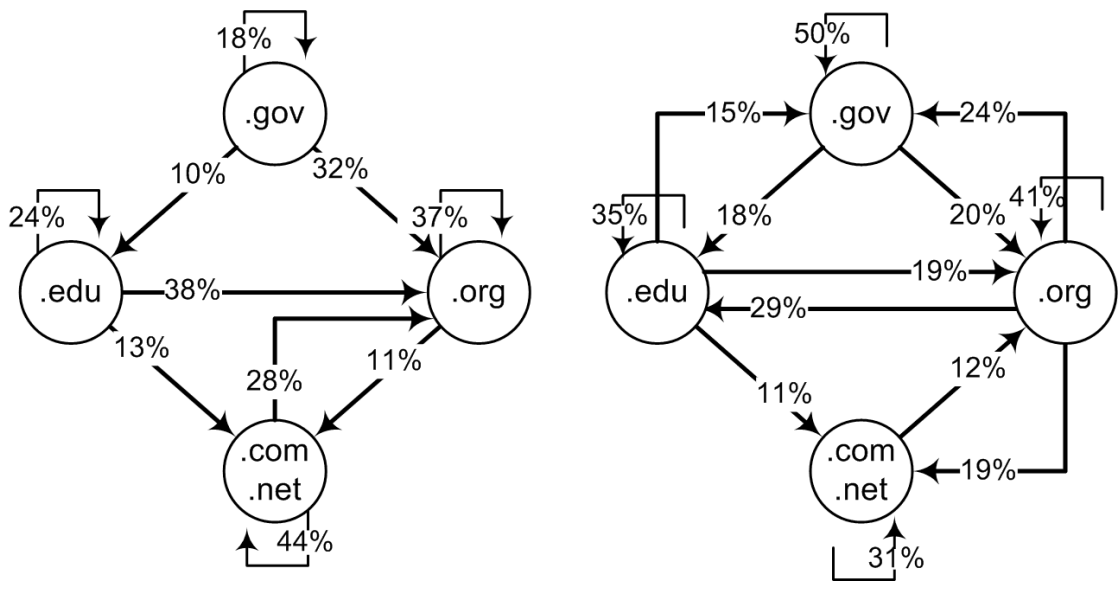 18%
.gov
10%
32%
24%
37%
.edu
38%
.org
13%
11%
28%
.com
.net
44%
50%
15%
.gov
24%
35%
18%
20%
41%
.edu
19%
.org
29%
11%
12%
.com
.net
19%
31%